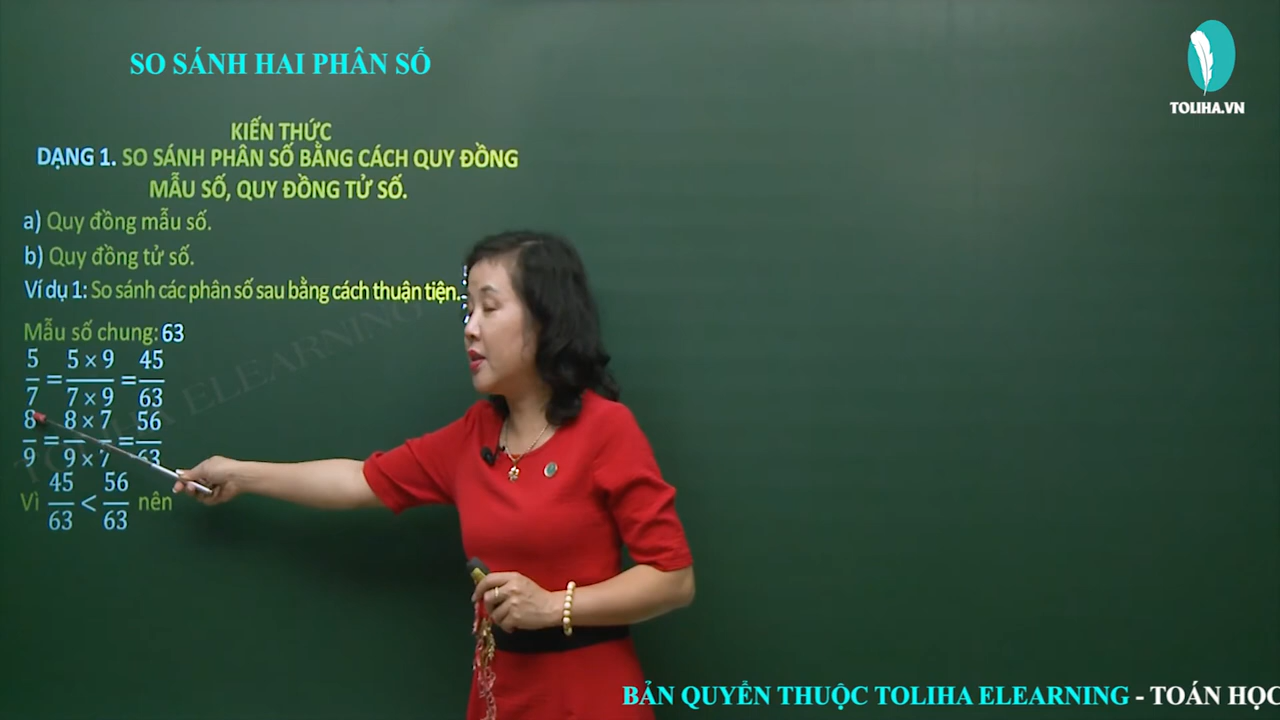 SO SÁNH HAI PHÂN SỐ
TOLIHA.VN
KIẾN THỨC
DẠNG 1. SO SÁNH PHÂN SỐ BẰNG CÁCH QUY ĐỒNG
MẪU SỐ, QUY ĐỒNG TỬ SỐ.
a) Quy đồng mẫu số.
b) Quy đồng tử số.
Ví dụ 1: So sánh các phân số sau bằng cách thuận tiện.
Mẫu số chung: 63
5/7 = 5 × 9/7 × 9 = 45/63
8/9 = 8 × 7/9 × 7 = 56/63
Vì 45/63 < 56/63 nên
TOLIHA ELEARNING
BẢN QUYỀN THUỘC TOLIHA ELEARNING - TOÁN HỌC